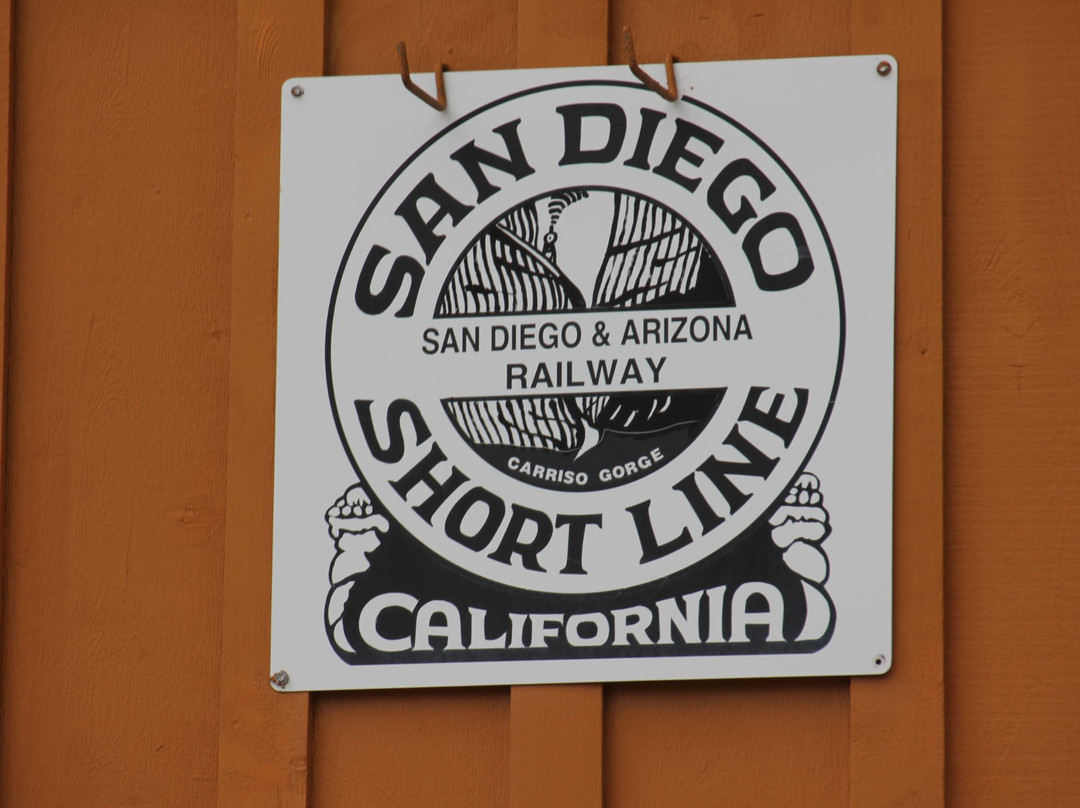 SAN DIEGO
SAN DIEGO & ARIZONA
RAILWAY
CARRISO GORGE
SHORT LINE
CALIFORNIA